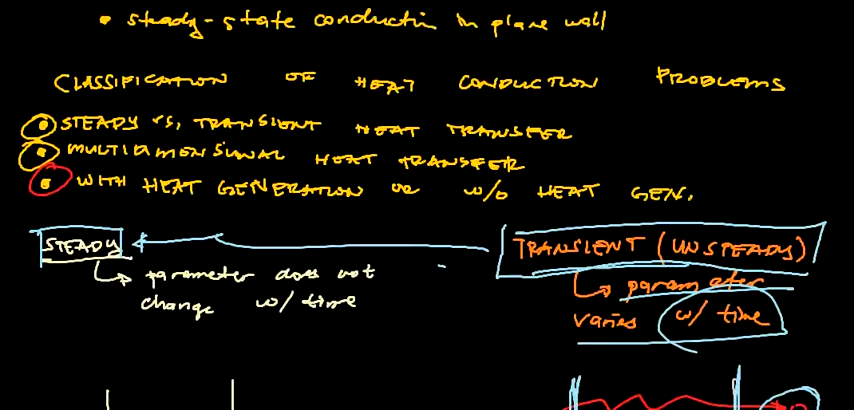 • steady-state conduction in plane wall
CLASSIFICATION OF HEAT CONDUCTION PROBLEMS
• STEADY VS. TRANSIENT HEAT TRANSFER
• MULTIDIMENSIONAL HEAT TRANSFER
• WITH HEAT GENERATION OR W/O HEAT GEN.
STEADY
TRANSIENT (UNSTEADY)
parameter does not
change w/ time
parameter
varies w/ time